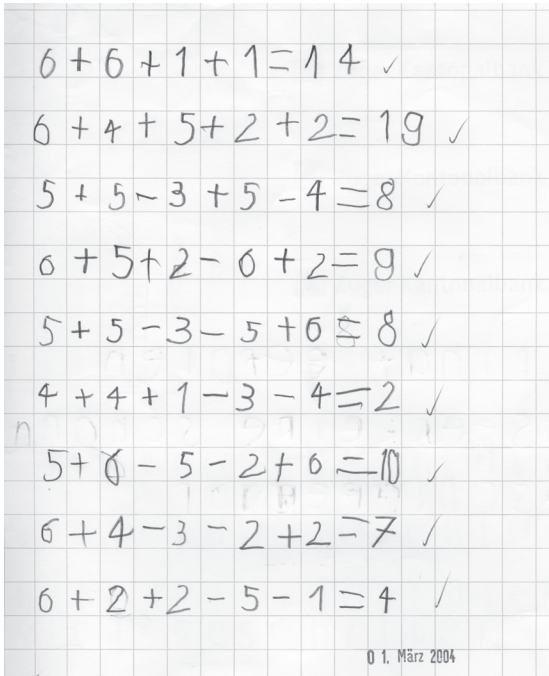 6 + 6 + 1 + 1 = 14 ✓
6 + 4 + 5 + 2 + 2 = 19 ✓
5 + 5 - 3 + 5 - 4 = 8 ✓
6 + 5 + 2 - 6 + 2 = 9 ✓
5 + 5 - 3 - 5 + 6 = 8 ✓
4 + 4 + 1 - 3 - 4 = 2 ✓
5 + 6 - 5 - 2 + 6 = 10 ✓
6 + 4 - 3 - 2 + 2 = 7 ✓
6 + 2 + 2 - 5 - 1 = 4 ✓
0 1. März 2004